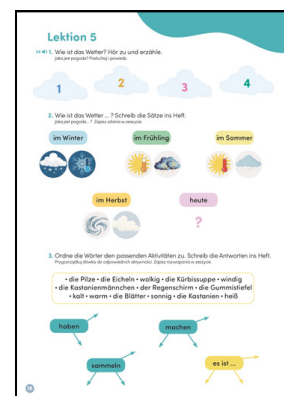 Lektion 5
1. Wie ist das Wetter? Hör zu und erzähle.
Jaka jest pogoda? Posłuchaj i powiedz.
1
2
3
4
2. Wie ist das Wetter ... ? Schreib die Sätze ins Heft.
Jaka jest pogoda... ? Zapisz zdania w zeszycie.
im Winter
im Frühling
im Sommer
im Herbst
heute
?
3. Ordne die Wörter den passenden Aktivitäten zu. Schreib die Antworten ins Heft.
Przyporządkuj słówka do odpowiednich aktywności. Zapisz rozwiązania w zeszycie.
• die Pilze • die Eicheln • wolkig • die Kürbissuppe • windig
• die Kastanienmännchen • der Regenschirm • die Gummistiefel
• kalt • warm • die Blätter • sonnig • die Kastanien • heiß
haben
machen
sammeln
es ist ...